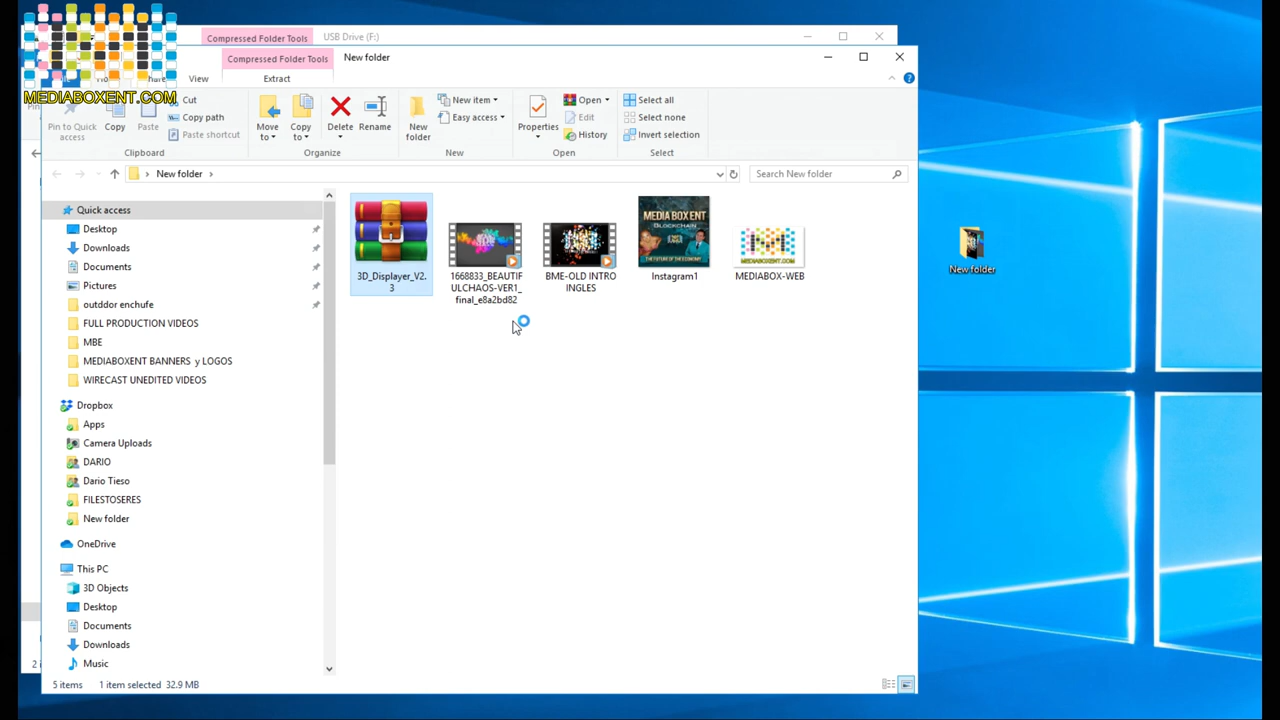 Compressed Folder Tools
USB Drive (F:)
Compressed Folder Tools
New folder
View
Extract
MEDIABOXENT.COM
Pin to Quick access
Copy
Paste
Cut
Copy path
Paste shortcut
Clipboard
Move to
Copy to
Delete
Rename
Organize
New folder
New item
Easy access
New
Properties
Open
Edit
History
Open
Select all
Select none
Invert selection
Select
New folder
Search New folder
Quick access
Desktop
Downloads
Documents
Pictures
outddor enchufe
FULL PRODUCTION VIDEOS
MBE
MEDIABOXENT BANNERS y LOGOS
WIRECAST UNEDITED VIDEOS
Dropbox
Apps
Camera Uploads
DARIO
Dario Tieso
FILESTOSERES
New folder
OneDrive
This PC
3D Objects
Desktop
Documents
Downloads
Music
3D_Displayer_V2.
3
1668833_BEAUTIF
ULCHAOS-VER1_
final_e8a2bd82
BME-OLD INTRO
INGLES
MEDIA BOX ENT
BLOCKCHAIN
Instagram1
MEDIABOX-WEB
New folder
5 items
1 item selected 32.9 MB